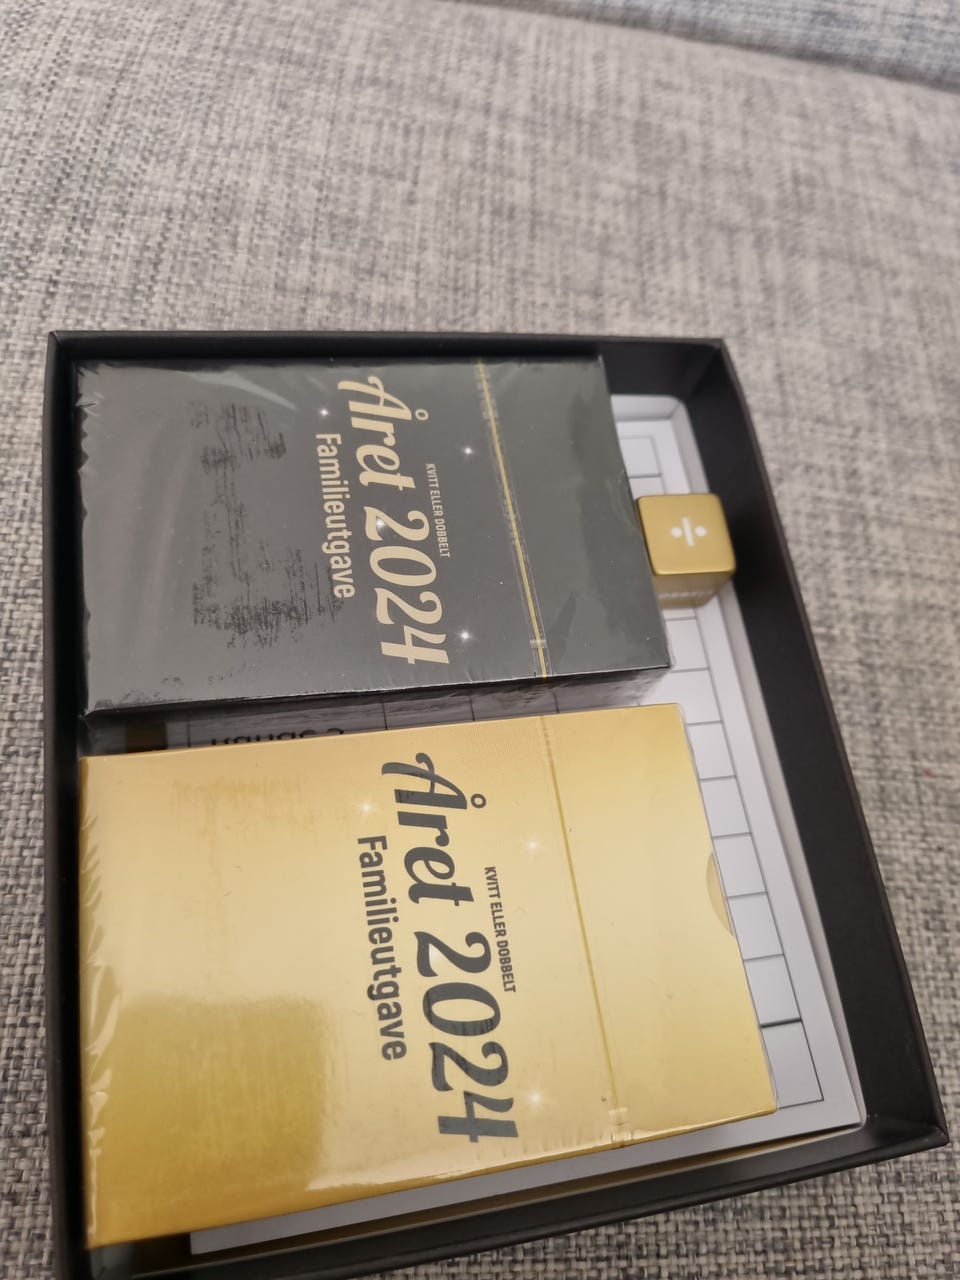 KVITT ELLER DOBBELT
Året 2024
Familieutgave
÷
KVITT ELLER DOBBELT
Året 2024
Familieutgave